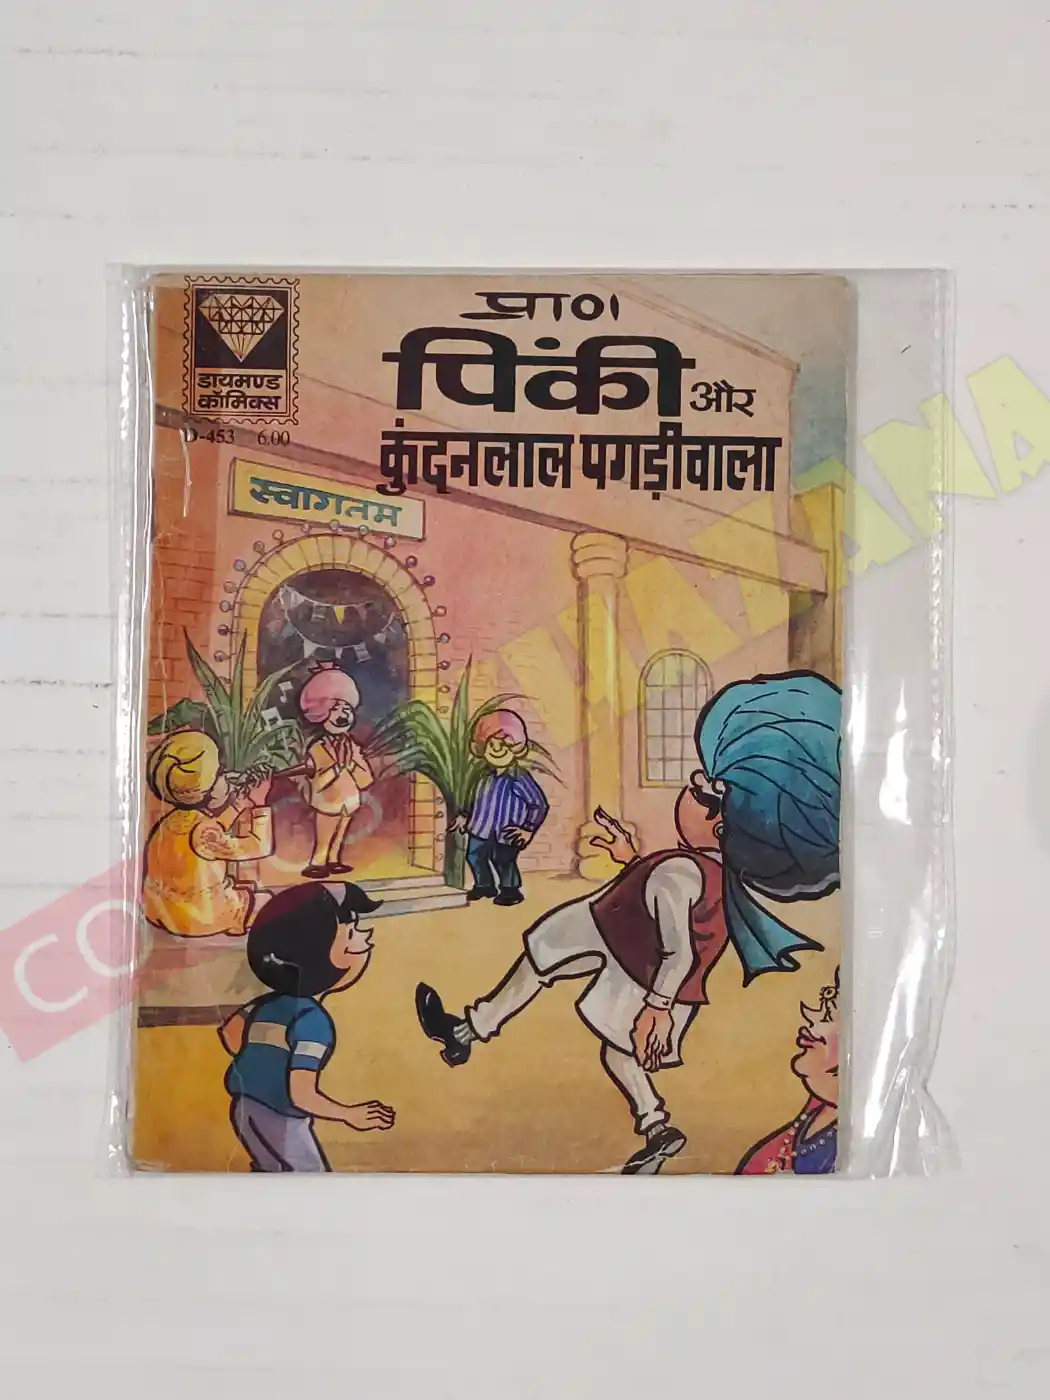 प्राण
पिंकी और
कुंदनलाल पगड़ीवाला
डायमण्ड
कॉमिक्स
D-453 6.00
स्वागतम